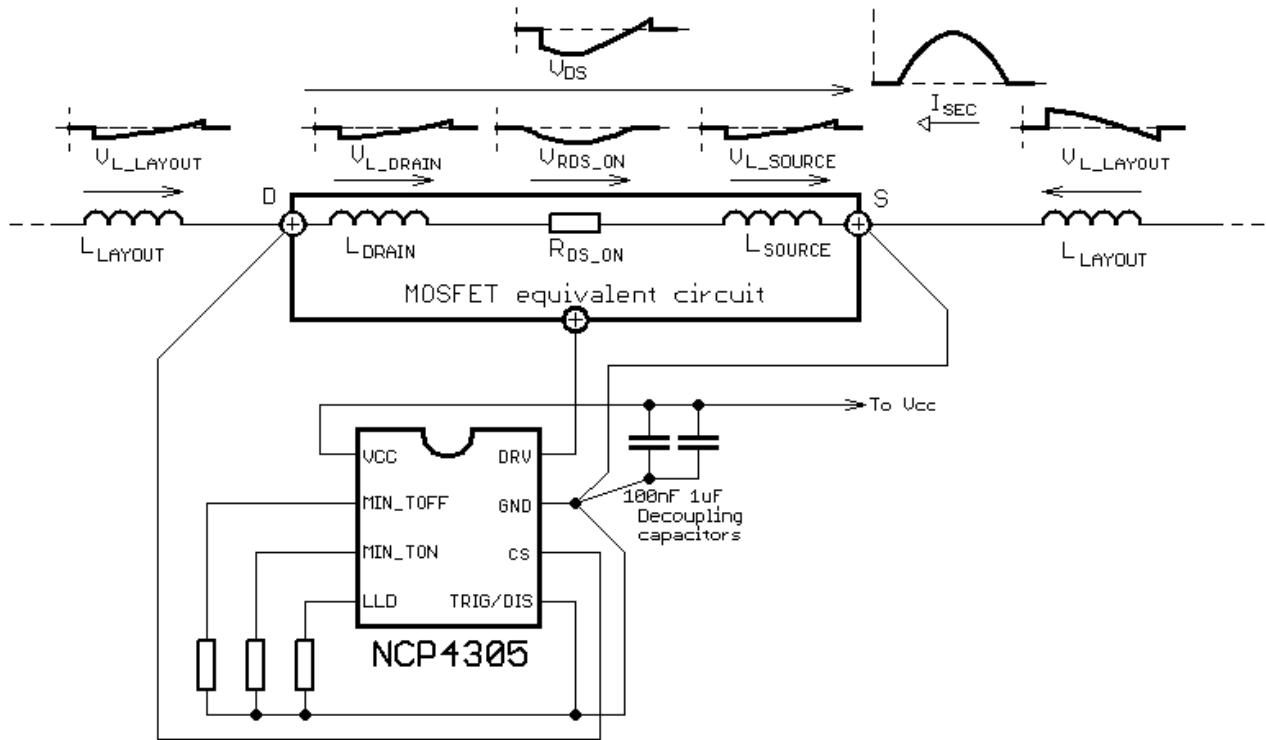 V_DS
I_SEC
V_L_LAYOUT
V_L_DRAIN
V_RDS_ON
V_L_SOURCE
V_L_LAYOUT
D
S
L_LAYOUT
L_DRAIN
R_DS_ON
L_SOURCE
L_LAYOUT
MOSFET equivalent circuit
To Vcc
VCC
DRV
MIN_TOFF
GND
100nF 1uF
Decoupling
capacitors
MIN_TON
CS
LLD
TRIG/DIS
NCP4305